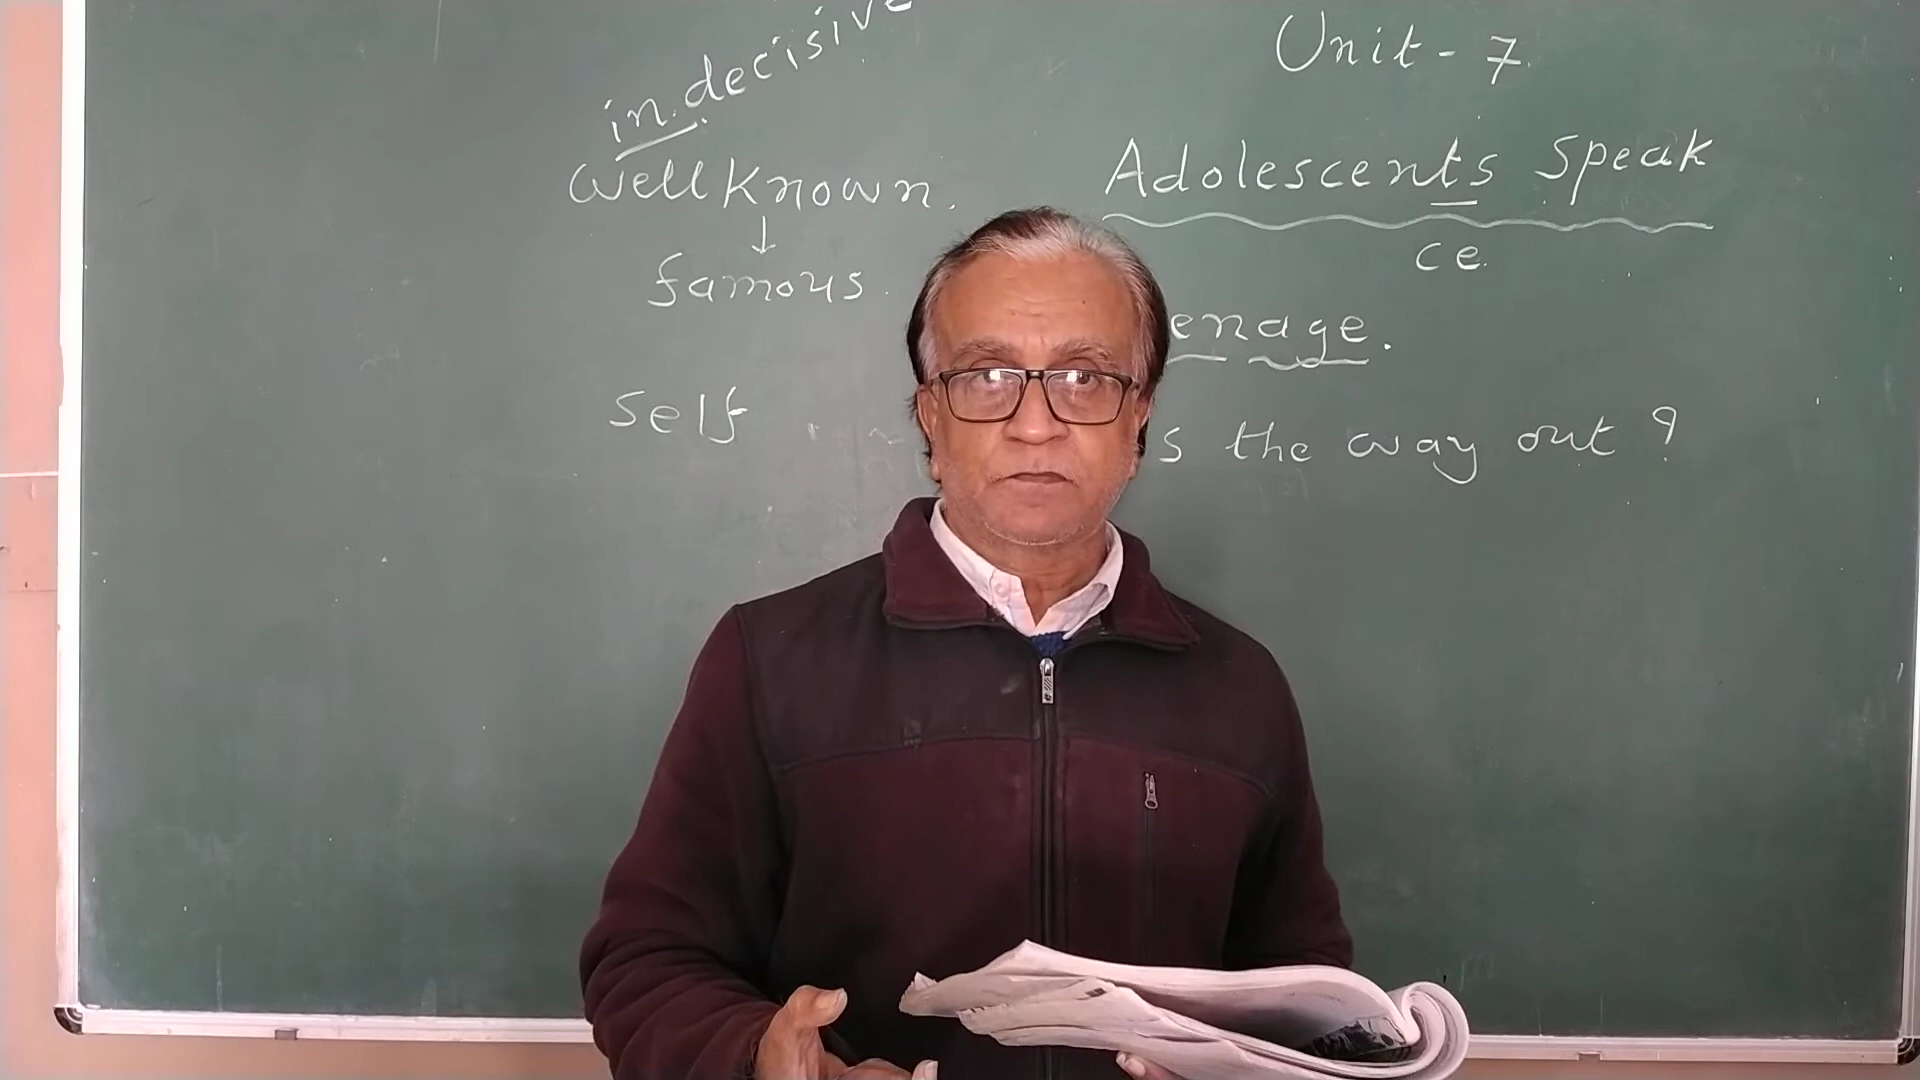 indecisive
Well known.
↓
famous
Self
Unit - 7
Adolescents Speak
ce
enage.
s the way out ?